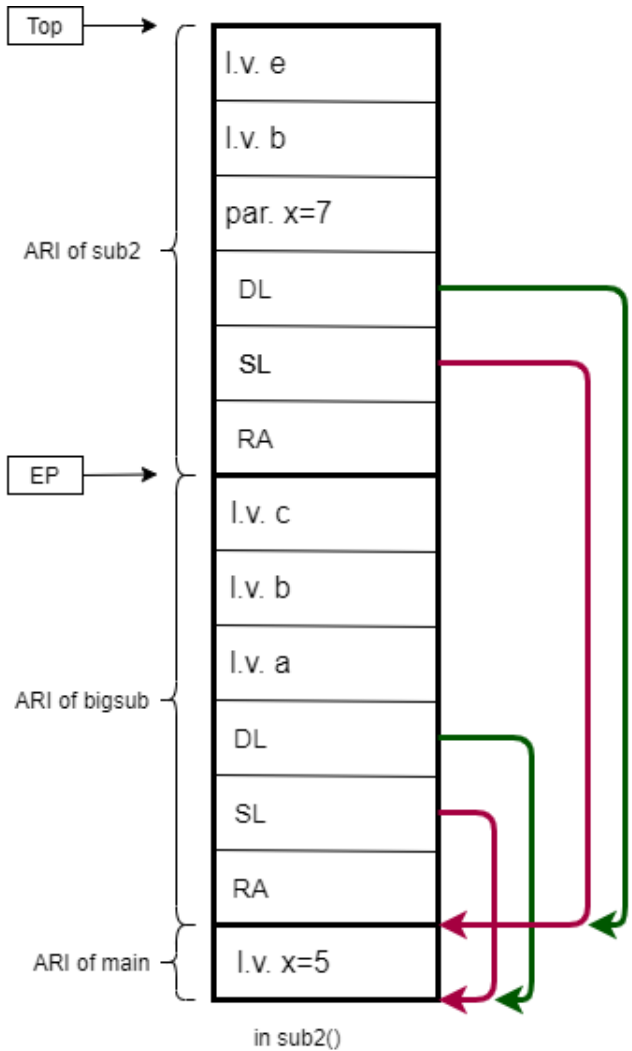 Top
l.v. e
l.v. b
par. x=7
ARI of sub2
DL
SL
RA
EP
l.v. c
l.v. b
l.v. a
ARI of bigsub
DL
SL
RA
ARI of main
l.v. x=5
in sub2()